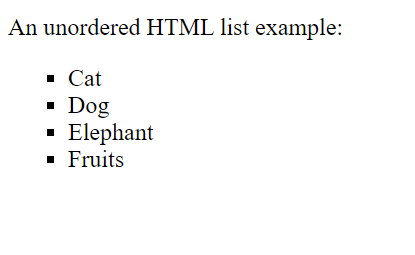 An unordered HTML list example:
▪ Cat
▪ Dog
▪ Elephant
▪ Fruits